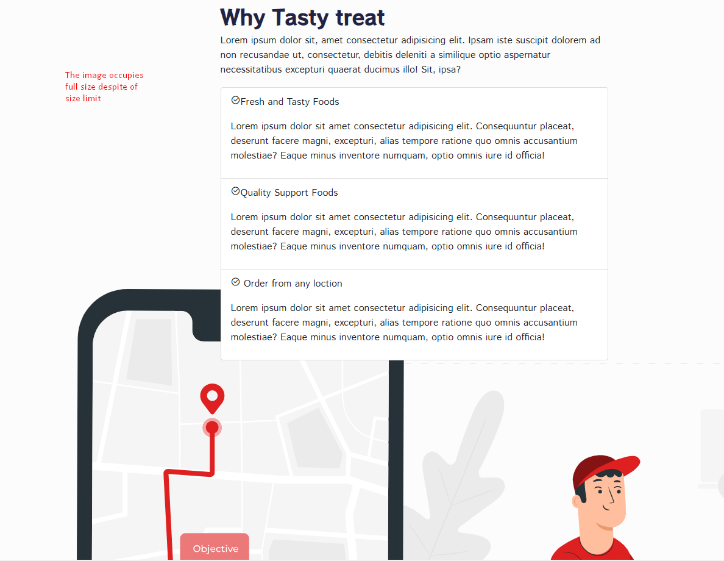 Why Tasty treat
Lorem ipsum dolor sit, amet consectetur adipisicing elit. Ipsam iste suscipit dolorem ad
non recusandae ut, consectetur, debitis deleniti a similique optio aspernatur
necessitatibus excepturi quaerat ducimus illo! Sit, ipsa?
The image occupies
full size despite of
size limit
Fresh and Tasty Foods
Lorem ipsum dolor sit amet consectetur adipisicing elit. Consequuntur placeat,
deserunt facere magni, excepturi, alias tempore ratione quo omnis accusantium
molestiae? Eaque minus inventore numquam, optio omnis iure id officia!
Quality Support Foods
Lorem ipsum dolor sit amet consectetur adipisicing elit. Consequuntur placeat,
deserunt facere magni, excepturi, alias tempore ratione quo omnis accusantium
molestiae? Eaque minus inventore numquam, optio omnis iure id officia!
Order from any loction
Lorem ipsum dolor sit amet consectetur adipisicing elit. Consequuntur placeat,
deserunt facere magni, excepturi, alias tempore ratione quo omnis accusantium
molestiae? Eaque minus inventore numquam, optio omnis iure id officia!
Objective